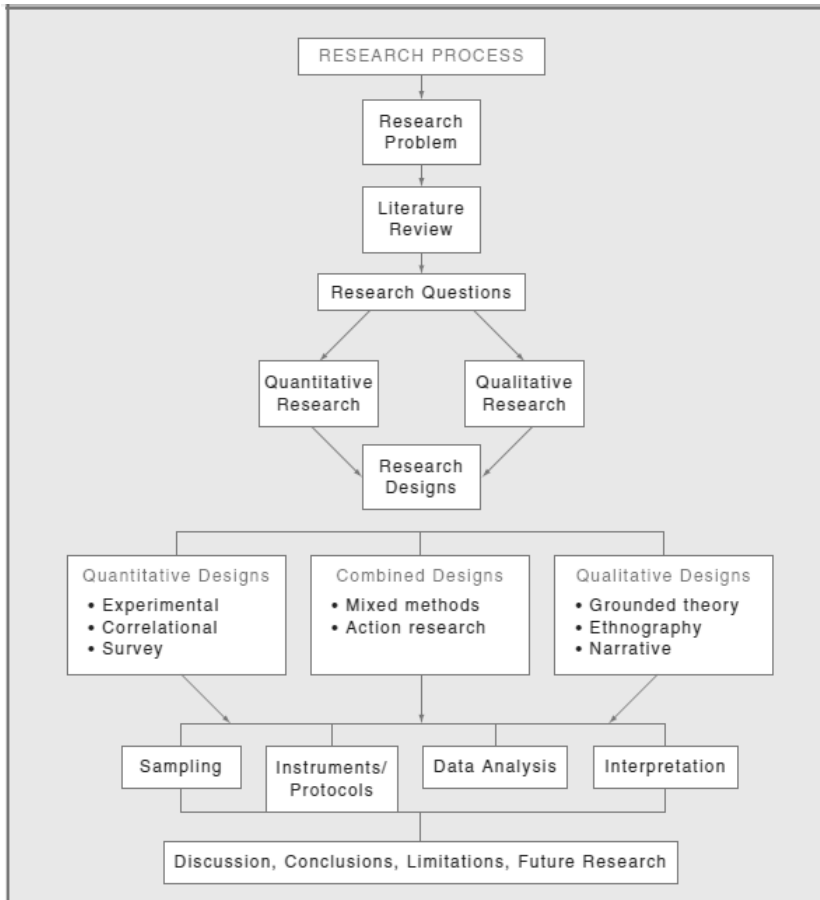 RESEARCH PROCESS
Research
Problem
Literature
Review
Research Questions
Quantitative
Research
Qualitative
Research
Research
Designs
Quantitative Designs
• Experimental
• Correlational
• Survey
Combined Designs
• Mixed methods
• Action research
Qualitative Designs
• Grounded theory
• Ethnography
• Narrative
Sampling
Instruments/
Protocols
Data Analysis
Interpretation
Discussion, Conclusions, Limitations, Future Research